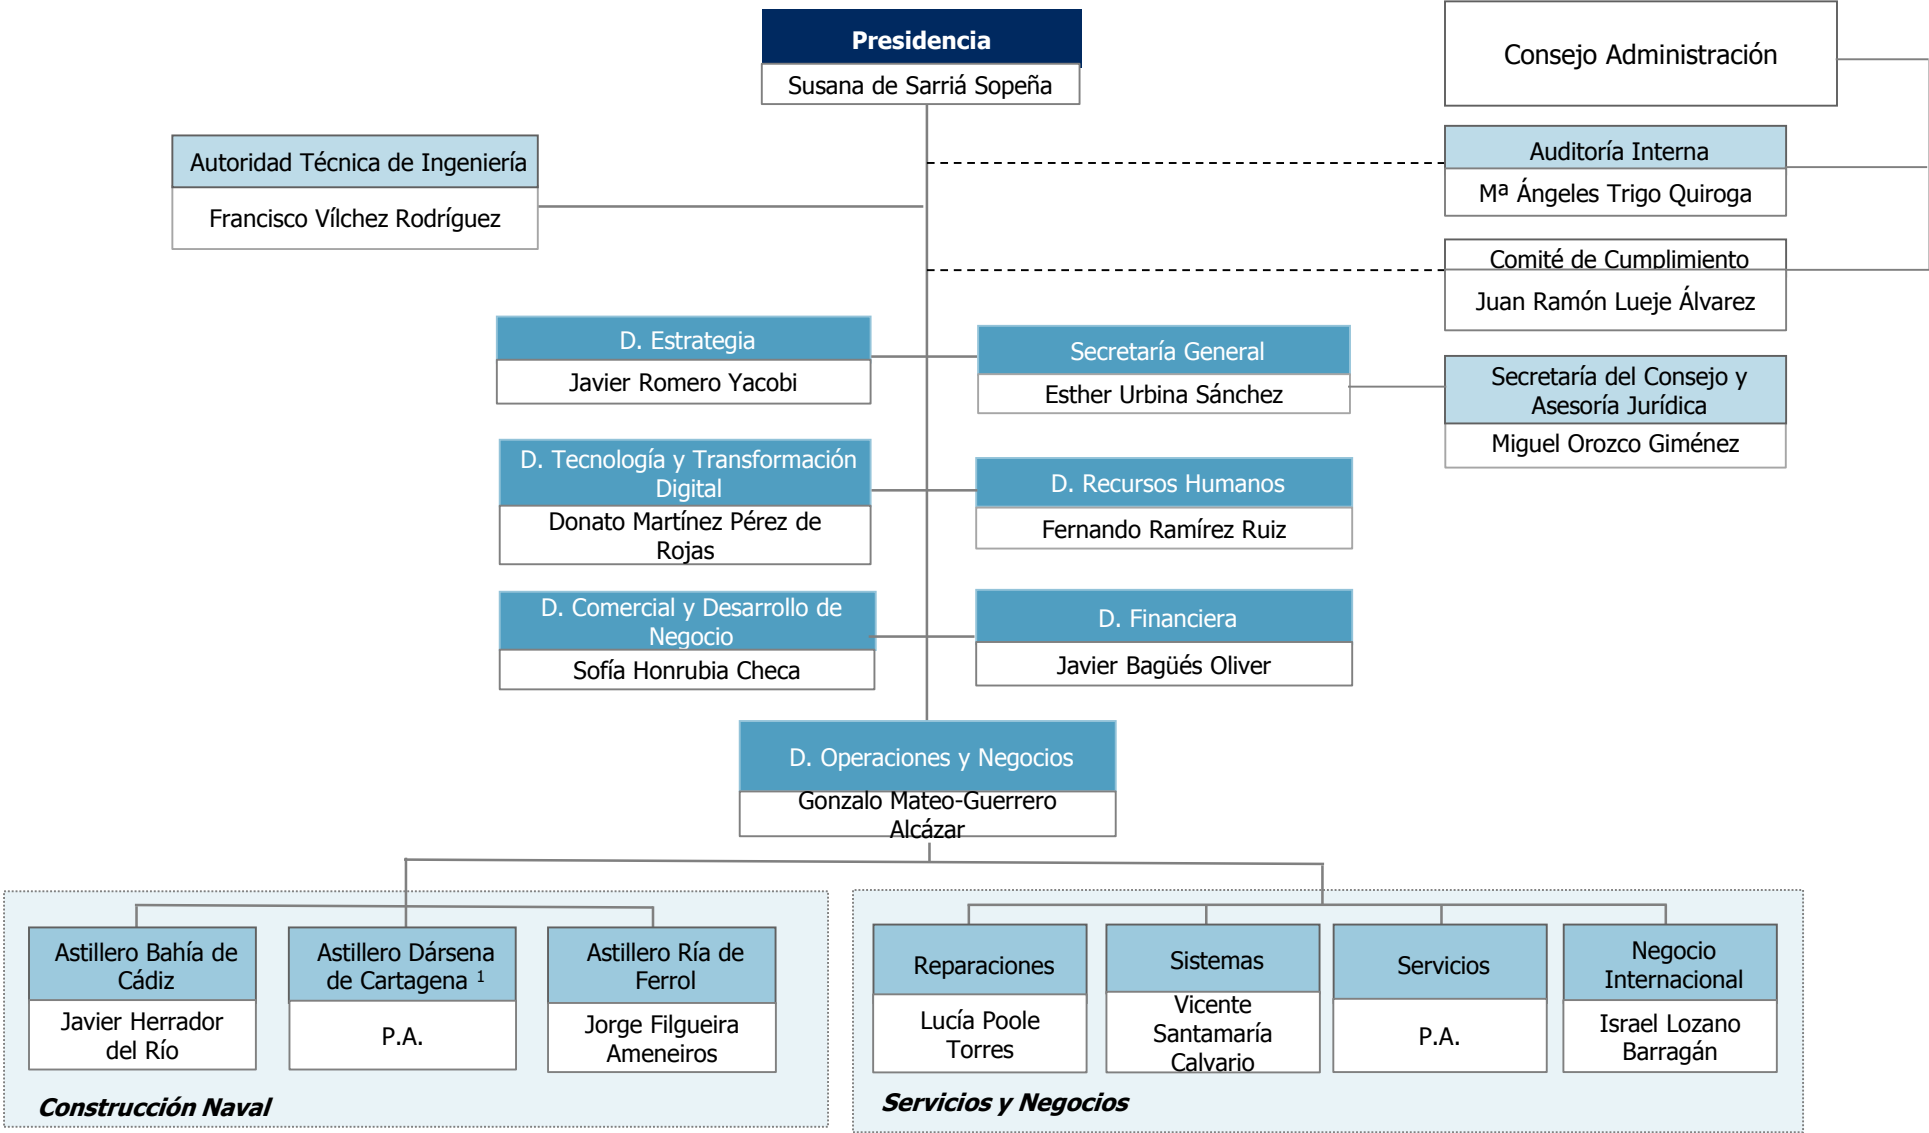 Presidencia
Susana de Sarriá Sopeña
Consejo Administración
Autoridad Técnica de Ingeniería
Francisco Vílchez Rodríguez
Auditoría Interna
Mª Ángeles Trigo Quiroga
Comité de Cumplimiento
Juan Ramón Lueje Álvarez
D. Estrategia
Javier Romero Yacobi
Secretaría General
Esther Urbina Sánchez
Secretaría del Consejo y
Asesoría Jurídica
Miguel Orozco Giménez
D. Tecnología y Transformación
Digital
Donato Martínez Pérez de
Rojas
D. Recursos Humanos
Fernando Ramírez Ruiz
D. Comercial y Desarrollo de
Negocio
Sofía Honrubia Checa
D. Financiera
Javier Bagüés Oliver
D. Operaciones y Negocios
Gonzalo Mateo-Guerrero
Alcázar
Astillero Bahía de
Cádiz
Javier Herrador
del Río
Astillero Dársena
de Cartagena ¹
P.A.
Astillero Ría de
Ferrol
Jorge Filgueira
Ameneiros
Construcción Naval
Reparaciones
Lucía Poole
Torres
Sistemas
Vicente
Santamaría
Calvario
Servicios
P.A.
Negocio
Internacional
Israel Lozano
Barragán
Servicios y Negocios